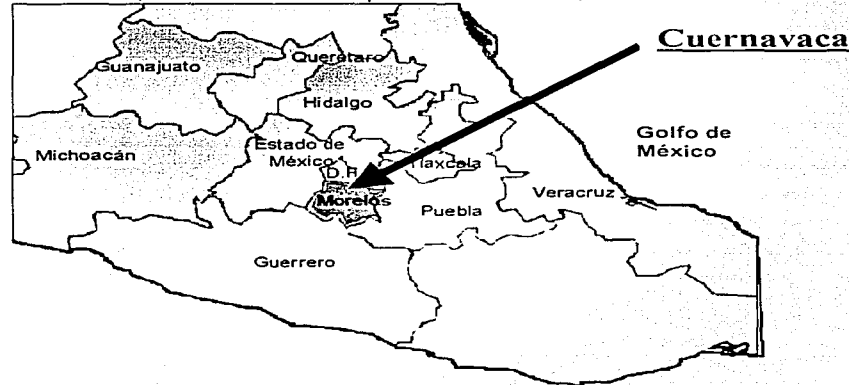 Cuernavaca
Guanajuato
Querétaro
Hidalgo
Golfo de
México
Michoacán
Estado de
México
D.F.
Tlaxcala
Morelos
Puebla
Veracruz
Guerrero